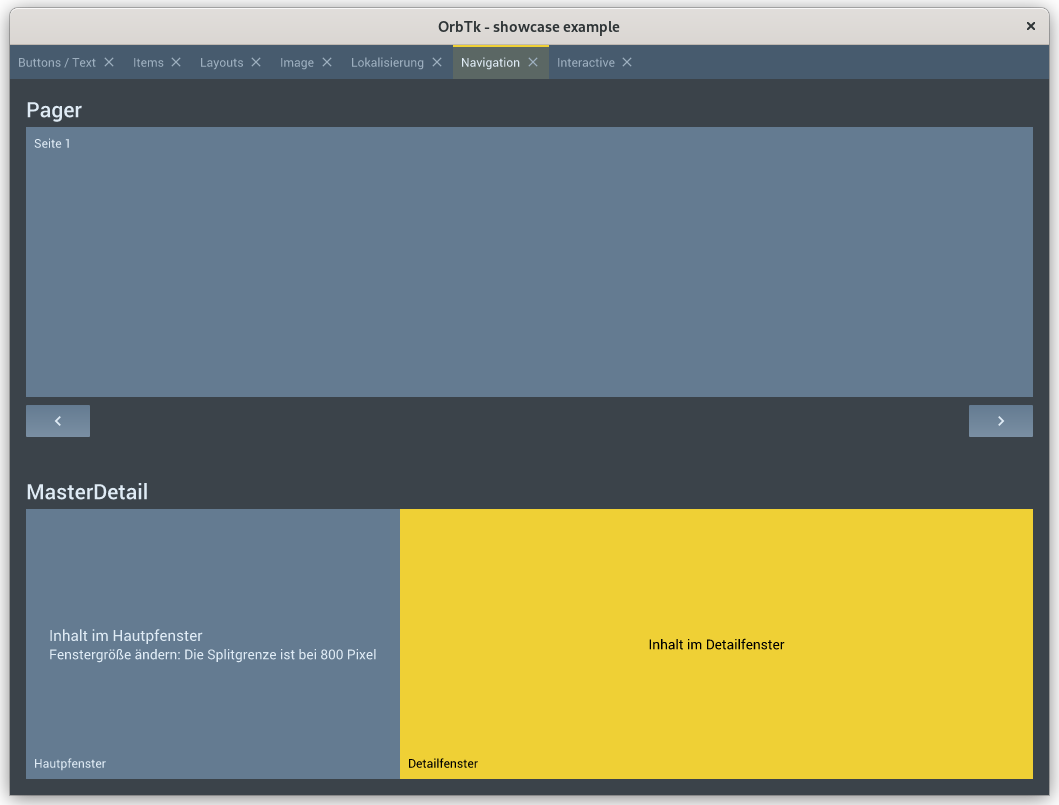 OrbTk - showcase example
Buttons / Text Items Layouts Image Lokalisierung Navigation Interactive
Pager
Seite 1
MasterDetail
Inhalt im Hautpfenster
Fenstergröße ändern: Die Splitgrenze ist bei 800 Pixel
Inhalt im Detailfenster
Hautpfenster
Detailfenster